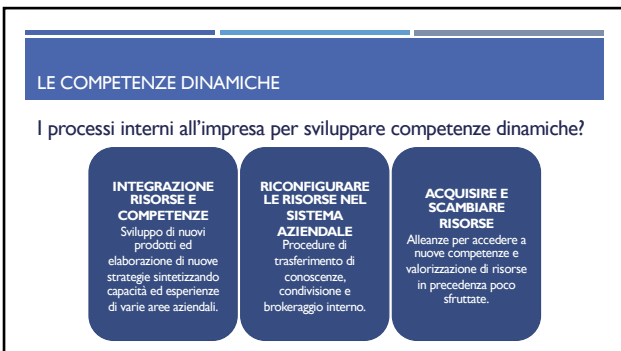 LE COMPETENZE DINAMICHE
I processi interni all'impresa per sviluppare competenze dinamiche?
INTEGRAZIONE
RISORSE E
COMPETENZE
Sviluppo di nuovi
prodotti ed
elaborazione di nuove
strategie sintetizzando
capacità ed esperienze
di varie aree aziendali.
RICONFIGURARE
LE RISORSE NEL
SISTEMA
AZIENDALE
Procedure di
trasferimento di
conoscenze,
condivisione e
brokeraggio interno.
ACQUISIRE E
SCAMBIARE
RISORSE
Alleanze per accedere a
nuove competenze e
valorizzazione di risorse
in precedenza poco
sfruttate.